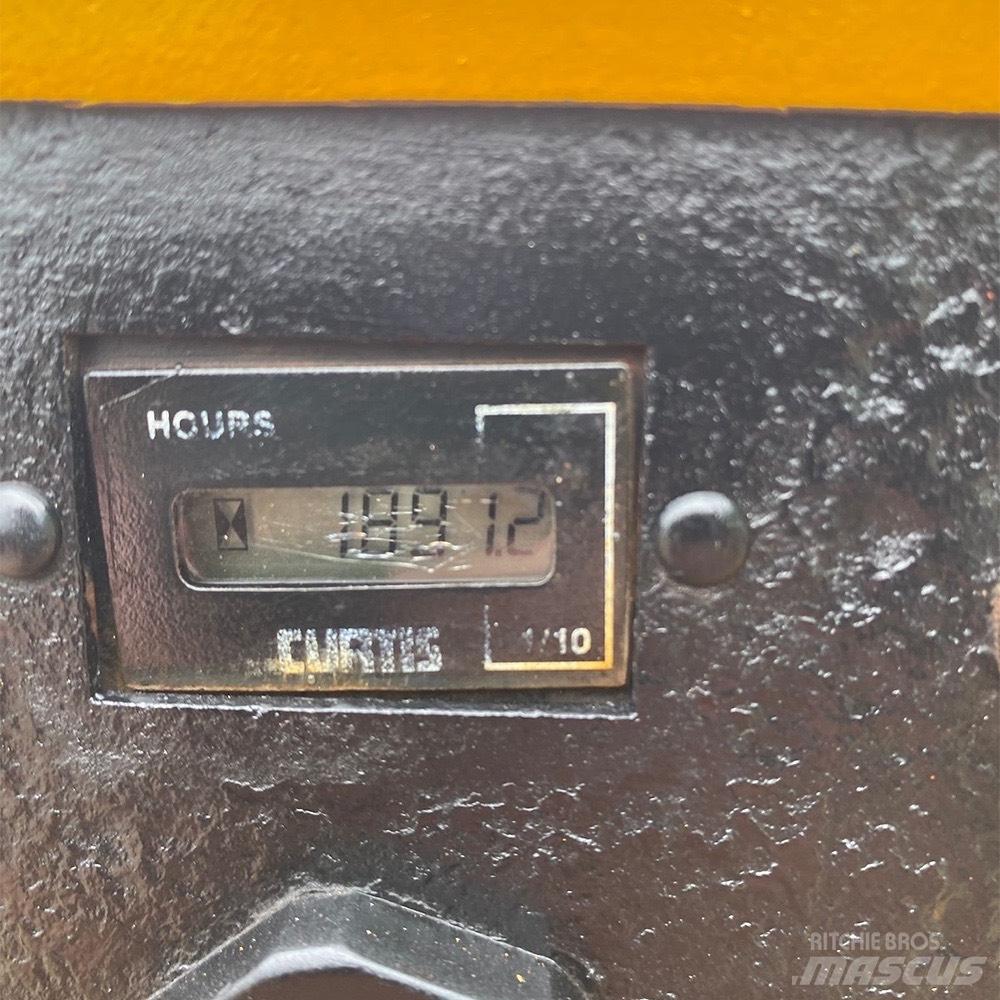 HOURS
1891.2
CURTIS
1/10
RITCHIE BROS.
MASCUS